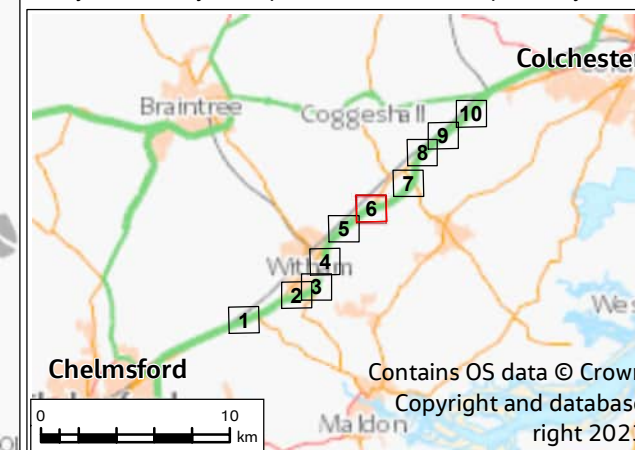 Colchester
Braintree
Coggeshall
10
9
8
7
6
5
4
Witham
3
2
1
Chelmsford
Contains OS data © Crown
Copyright and database
right 202
Maldon
0 10
km